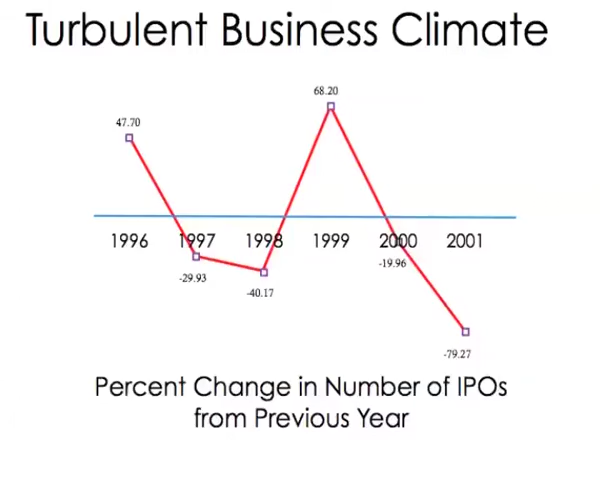 Turbulent Business Climate
68.20
47.70
1996 1997 1998 1999 2000 2001
-19.96
-29.93
-40.17
-79.27
Percent Change in Number of IPOs
from Previous Year